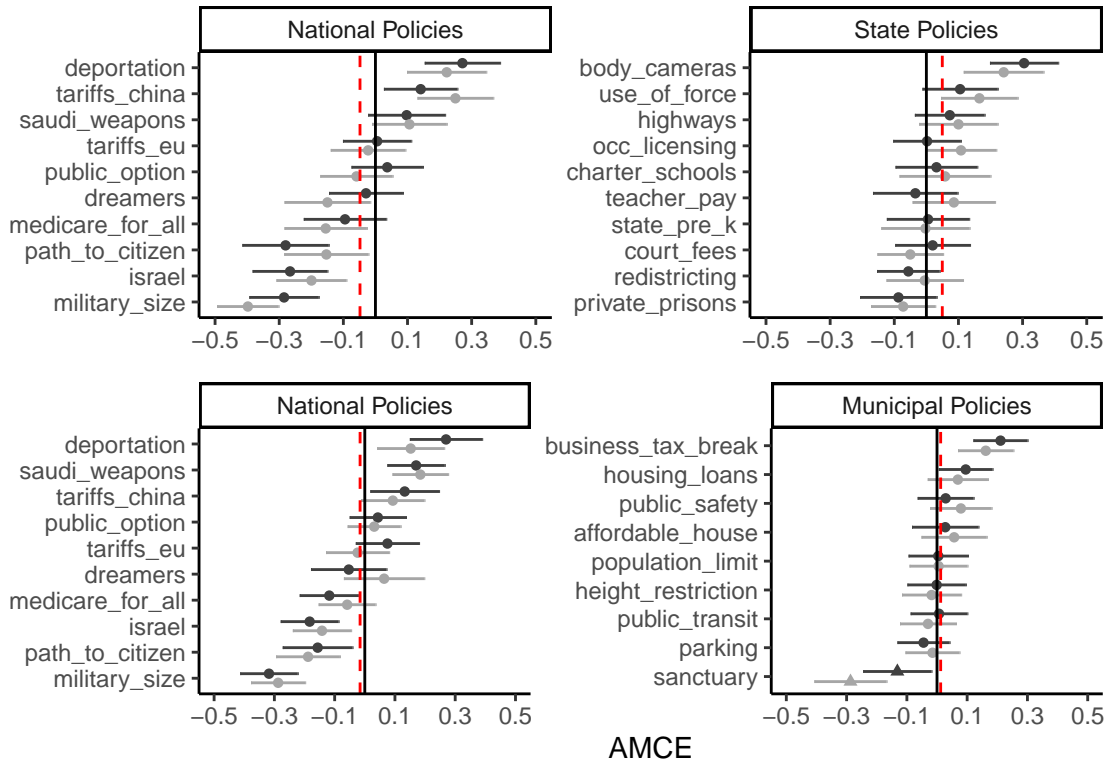 National Policies
deportation
tariffs_china
saudi_weapons
tariffs_eu
public_option
dreamers
medicare_for_all
path_to_citizen
israel
military_size
−0.5 −0.3 −0.1 0.1 0.3 0.5
State Policies
body_cameras
use_of_force
highways
occ_licensing
charter_schools
teacher_pay
state_pre_k
court_fees
redistricting
private_prisons
−0.5 −0.3 −0.1 0.1 0.3 0.5
National Policies
deportation
saudi_weapons
tariffs_china
public_option
tariffs_eu
dreamers
medicare_for_all
israel
path_to_citizen
military_size
−0.5 −0.3 −0.1 0.1 0.3 0.5
Municipal Policies
business_tax_break
housing_loans
public_safety
affordable_house
population_limit
height_restriction
public_transit
parking
sanctuary
−0.5 −0.3 −0.1 0.1 0.3 0.5
AMCE